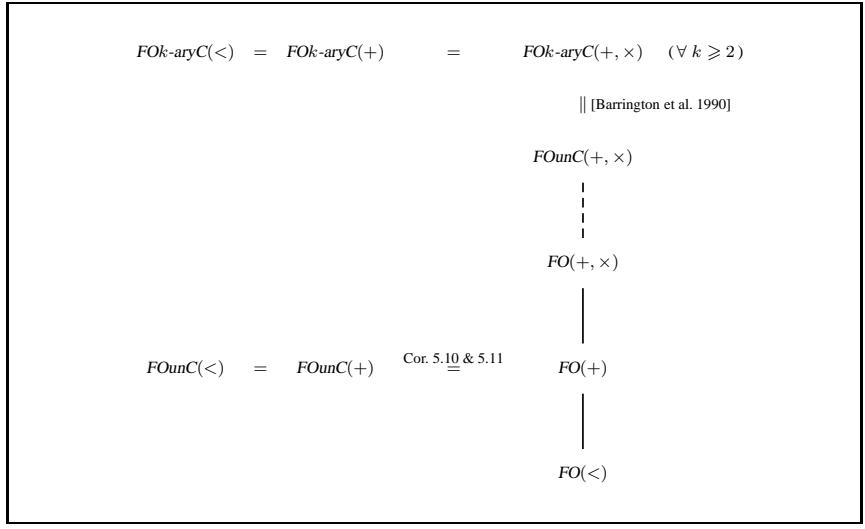 FOk-aryC(<) = FOk-aryC(+) = FOk-aryC(+, ×) (∀ k ⩾ 2)
|| [Barrington et al. 1990]
FOunC(+, ×)
FO(+, ×)
FOunC(<) = FOunC(+) Cor. 5.10 & 5.11 = FO(+)
FO(<)